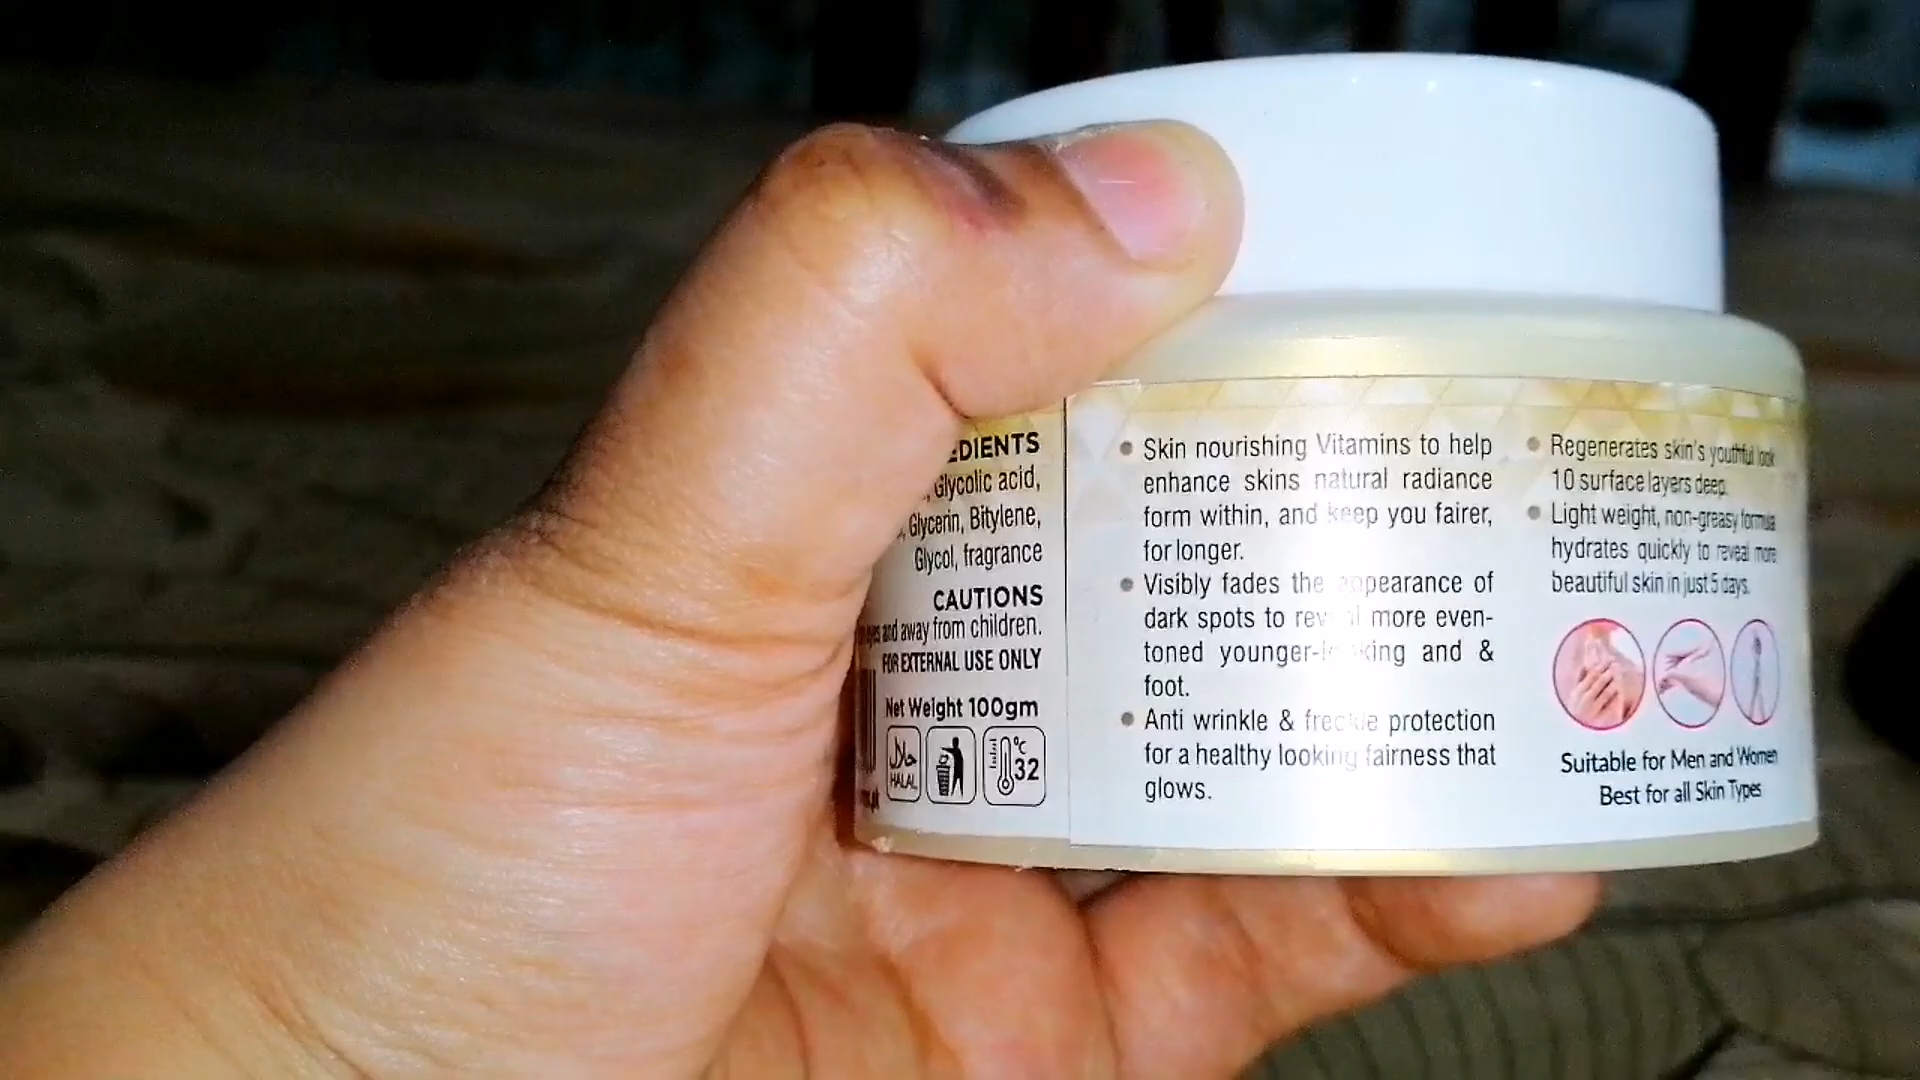 EDIENTS
Glycolic acid,
Glycerin, Bitylene,
Glycol, fragrance
CAUTIONS
and away from children.
FOR EXTERNAL USE ONLY
Net Weight 100gm
حلال
HALAL
°C
32
Skin nourishing Vitamins to help
enhance skins natural radiance
form within, and keep you fairer,
for longer.
Visibly fades the appearance of
dark spots to reveal more even-
toned younger-looking and &
foot.
Anti wrinkle & freckle protection
for a healthy looking fairness that
glows.
Regenerates skin's youthful look
10 surface layers deep.
Light weight, non-greasy formula
hydrates quickly to reveal more
beautiful skin in just 5 days.
Suitable for Men and Women
Best for all Skin Types